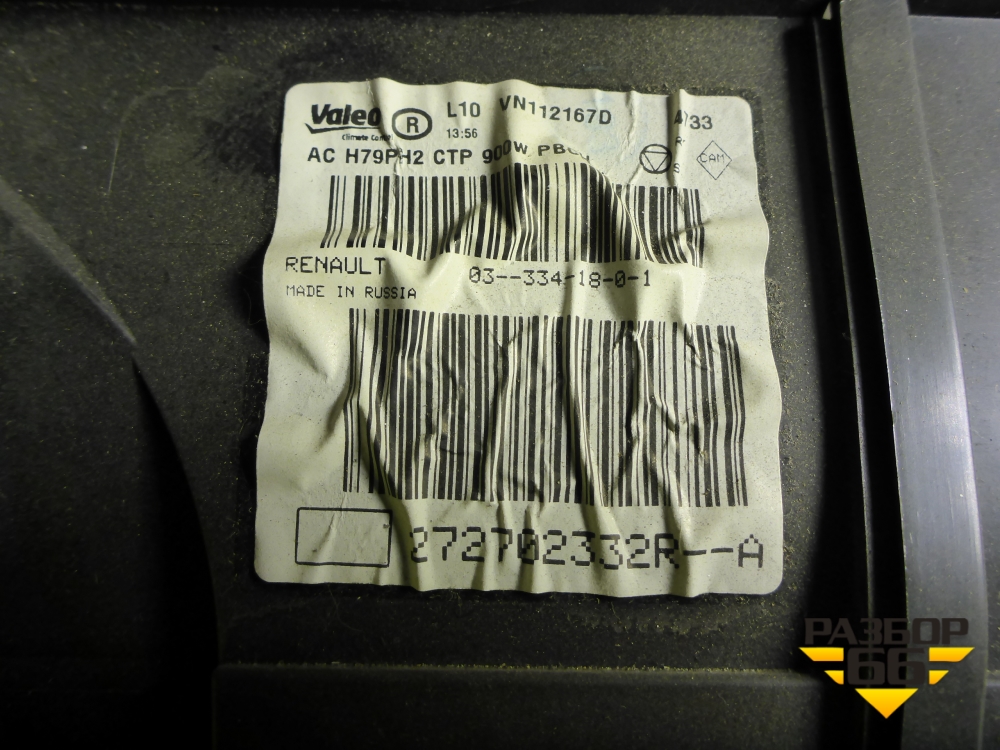 Valeo R L10 VN112167D
Climate 13:56
AC H79PH2 CTP 900W CAM
RENAULT 03--334-18-0-1
MADE IN RUSSIA
272702332R--A
РАЗБОР
66